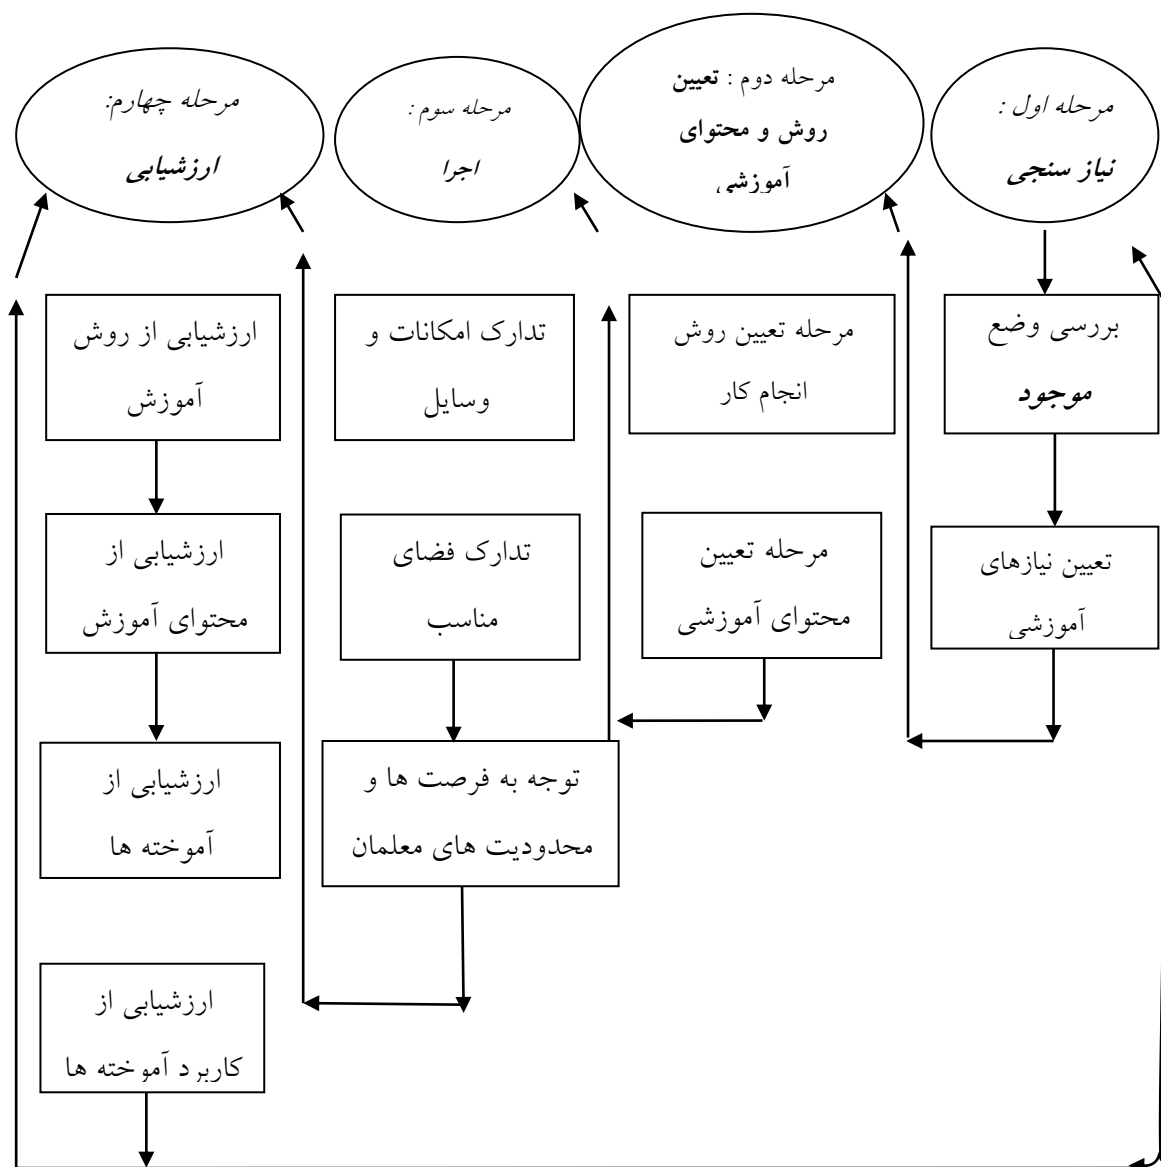 مرحله اول :
نیاز سنجی
بررسی وضع
موجود
تعیین نیازهای
آموزشی
مرحله دوم : تعیین
روش و محتوای
آموزشی
مرحله تعیین روش
انجام کار
مرحله تعیین
محتوای آموزشی
مرحله سوم :
اجرا
تدارک امکانات و
وسایل
تدارک فضای
مناسب
توجه به فرصت ها و
محدودیت های معلمان
مرحله چهارم:
ارزشیابی
ارزشیابی از روش
آموزش
ارزشیابی از
محتوای آموزش
ارزشیابی از
آموخته ها
ارزشیابی از
کاربرد آموخته ها